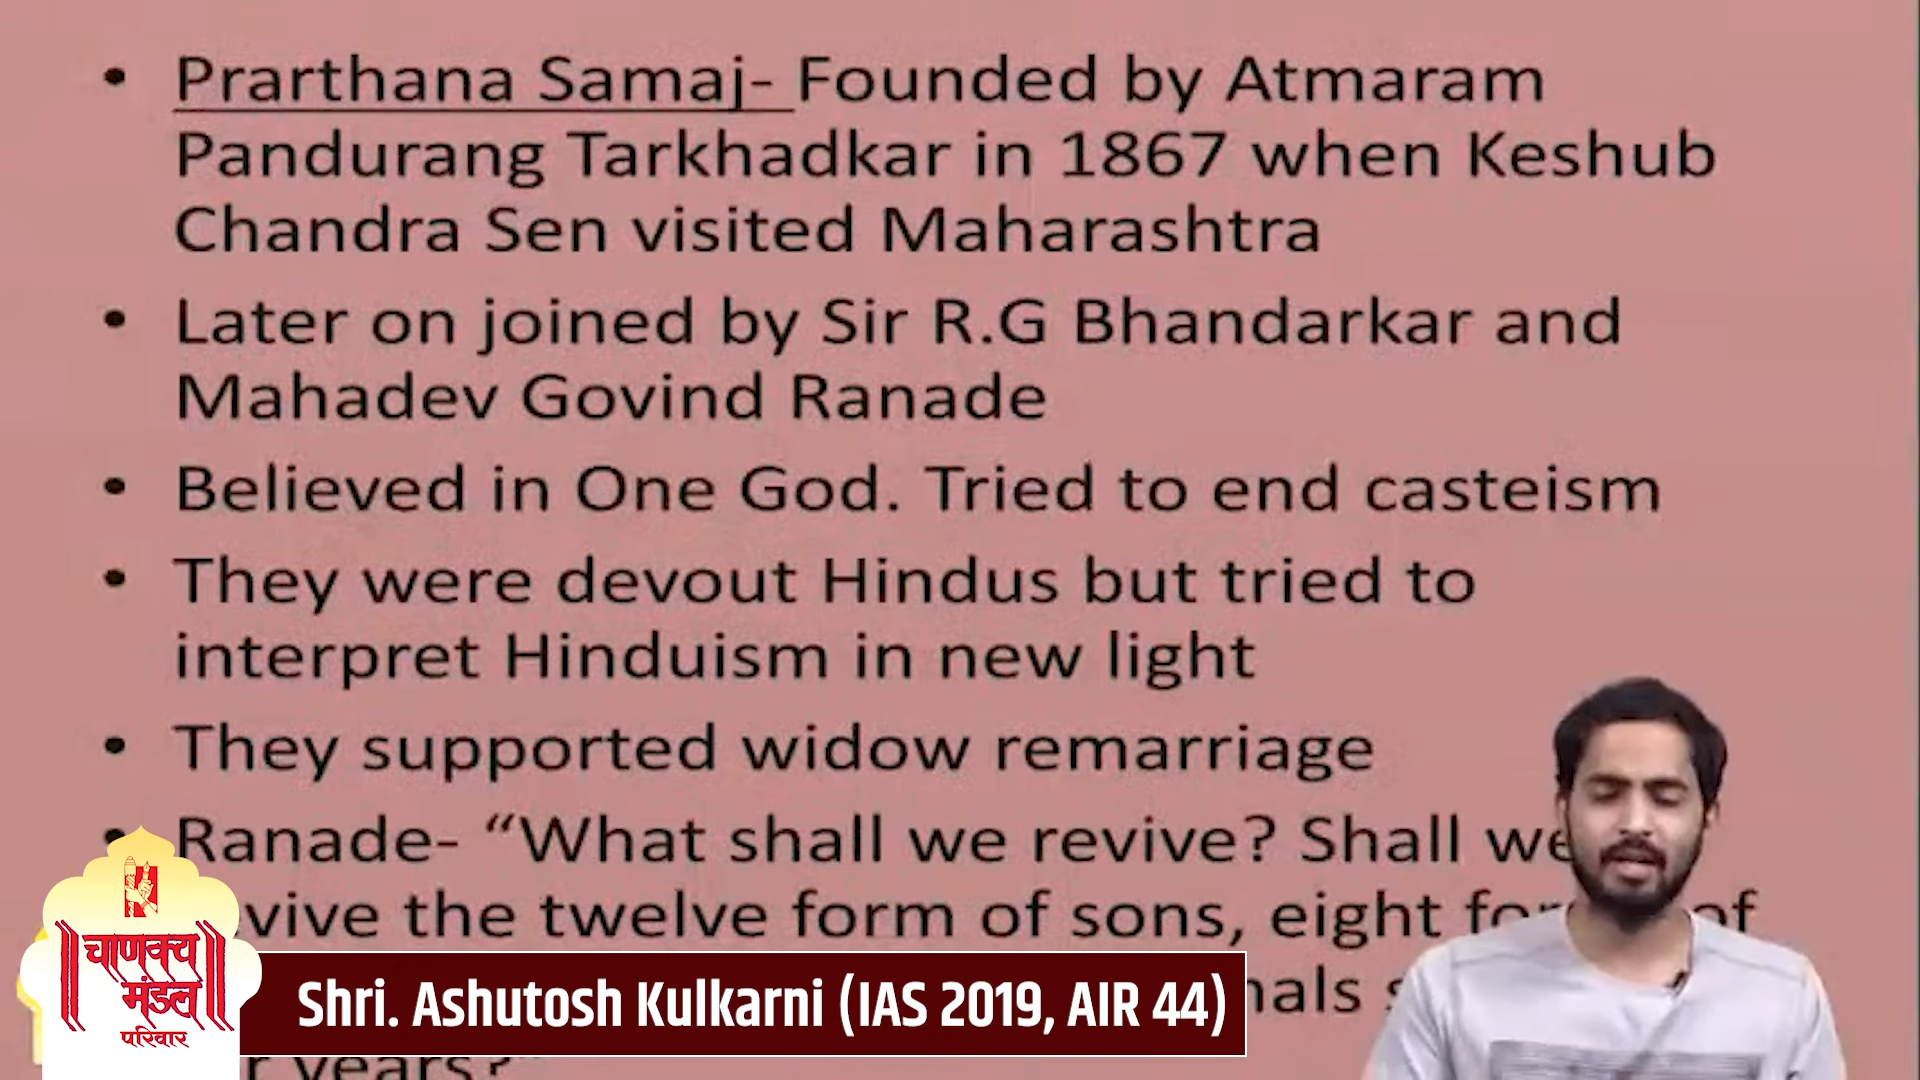 • Prarthana Samaj- Founded by Atmaram
Pandurang Tarkhadkar in 1867 when Keshub
Chandra Sen visited Maharashtra
• Later on joined by Sir R.G Bhandarkar and
Mahadev Govind Ranade
• Believed in One God. Tried to end casteism
• They were devout Hindus but tried to
interpret Hinduism in new light
• They supported widow remarriage
• Ranade- “What shall we revive? Shall we
the twelve form of sons, eight of
years?”
चाणक्य
मंडल
परिवार
Shri. Ashutosh Kulkarni (IAS 2019, AIR 44)